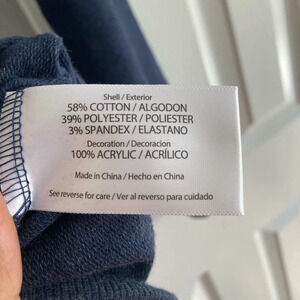 Shell / Exterior
58% COTTON / ALGODON
39% POLYESTER / POLIESTER
3% SPANDEX / ELASTANO
Decoration / Decoracion
100% ACRYLIC / ACRÍLICO
Made in China / Hecho en China
See reverse for care / Ver al reverso para cuidado